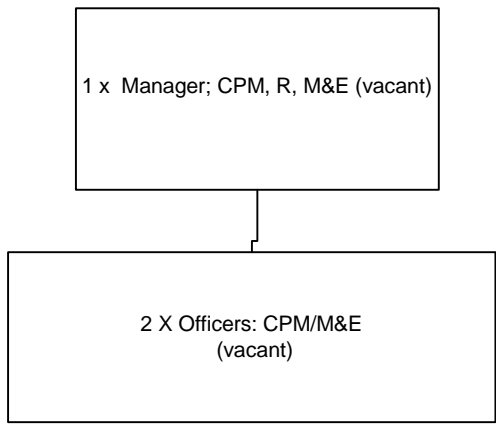 1 x  Manager; CPM, R, M&E (vacant)
2 X Officers: CPM/M&E
(vacant)